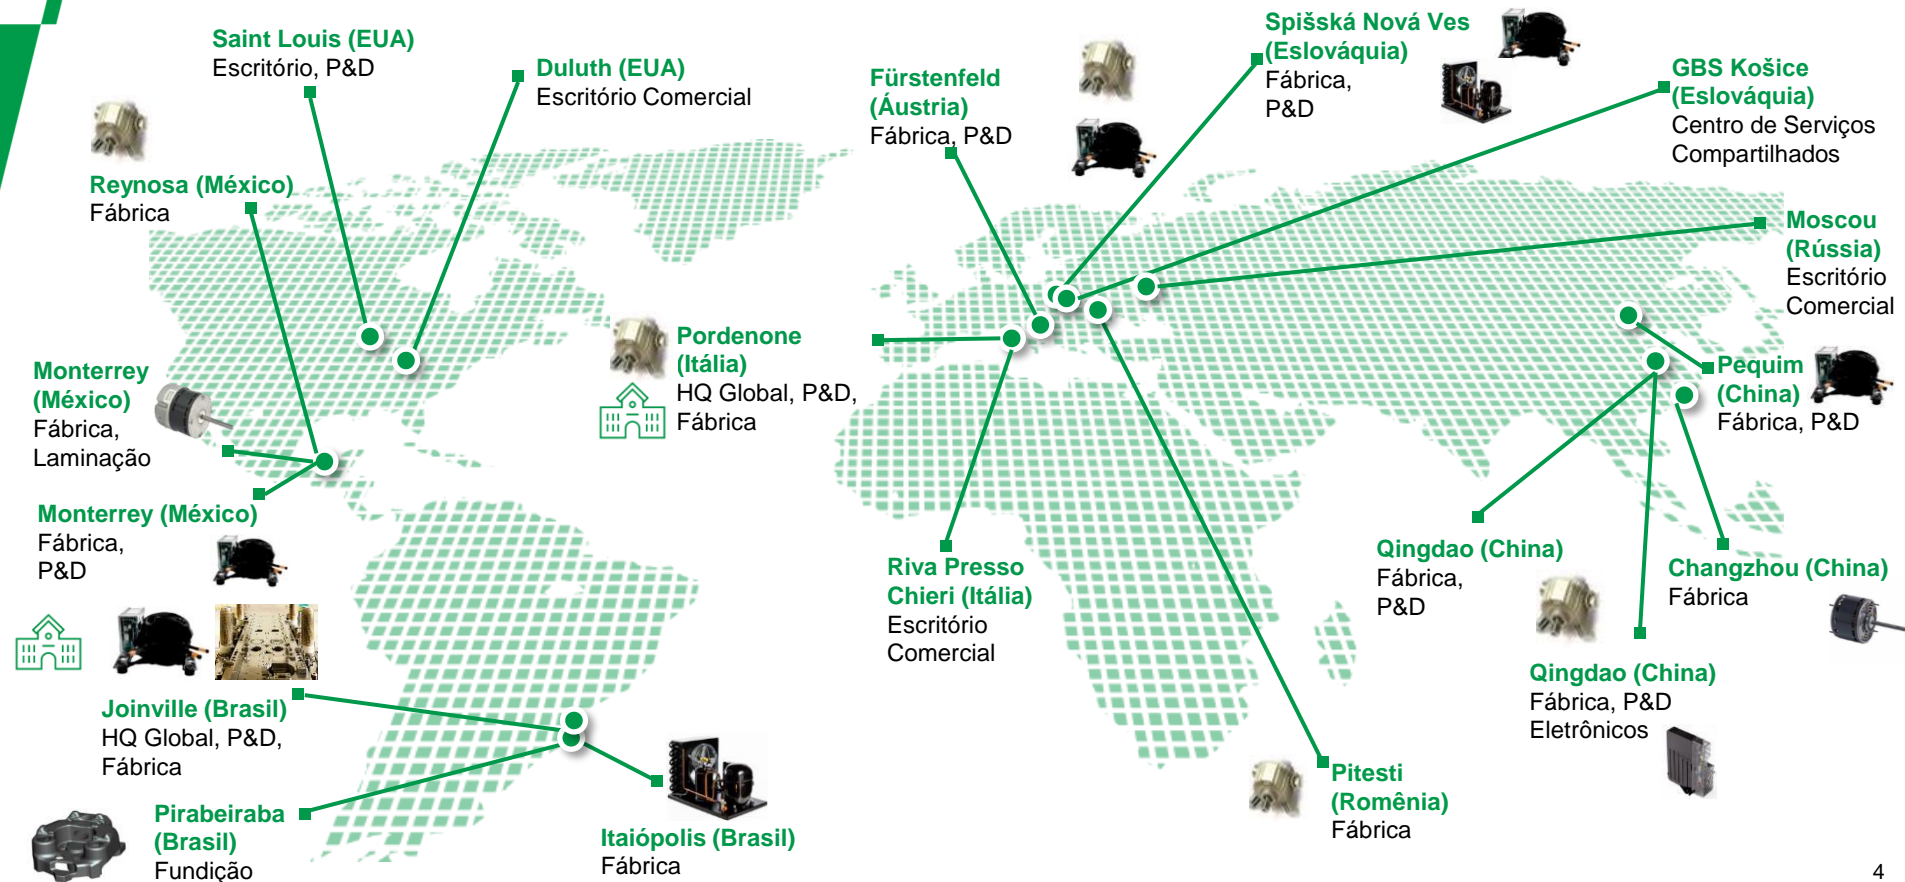 Saint Louis (EUA)
Escritório, P&D
Duluth (EUA)
Escritório Comercial
Reynosa (México)
Fábrica
Monterrey
(México)
Fábrica,
Laminação
Monterrey (México)
Fábrica,
P&D
Joinville (Brasil)
HQ Global, P&D,
Fábrica
Pirabeiraba
(Brasil)
Fundição
Itaiópolis (Brasil)
Fábrica
Pordenone
(Itália)
HQ Global, P&D,
Fábrica
Fürstenfeld
(Áustria)
Fábrica, P&D
Spišská Nová Ves
(Eslováquia)
Fábrica,
P&D
GBS Košice
(Eslováquia)
Centro de Serviços
Compartilhados
Moscou
(Rússia)
Escritório
Comercial
Pequim
(China)
Fábrica, P&D
Riva Presso
Chieri (Itália)
Escritório
Comercial
Qingdao (China)
Fábrica,
P&D
Changzhou (China)
Fábrica
Qingdao (China)
Fábrica, P&D
Eletrônicos
Pitesti
(Romênia)
Fábrica
4